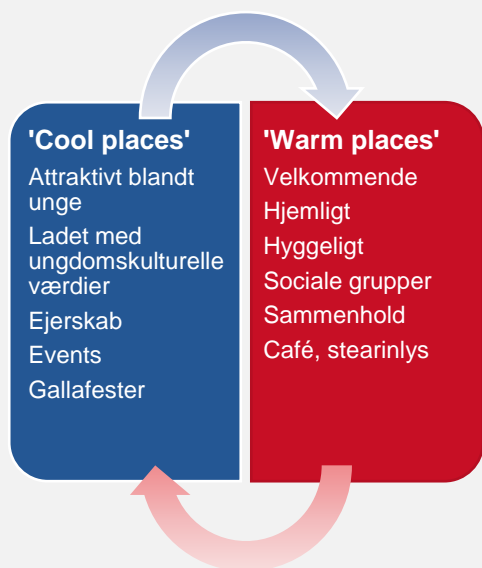 'Cool places'
Attraktivt blandt
unge
Ladet med
ungdomskulturelle
værdier
Ejerskab
Events
Gallafester
'Warm places'
Velkommende
Hjemligt
Hyggeligt
Sociale grupper
Sammenhold
Café, stearinlys